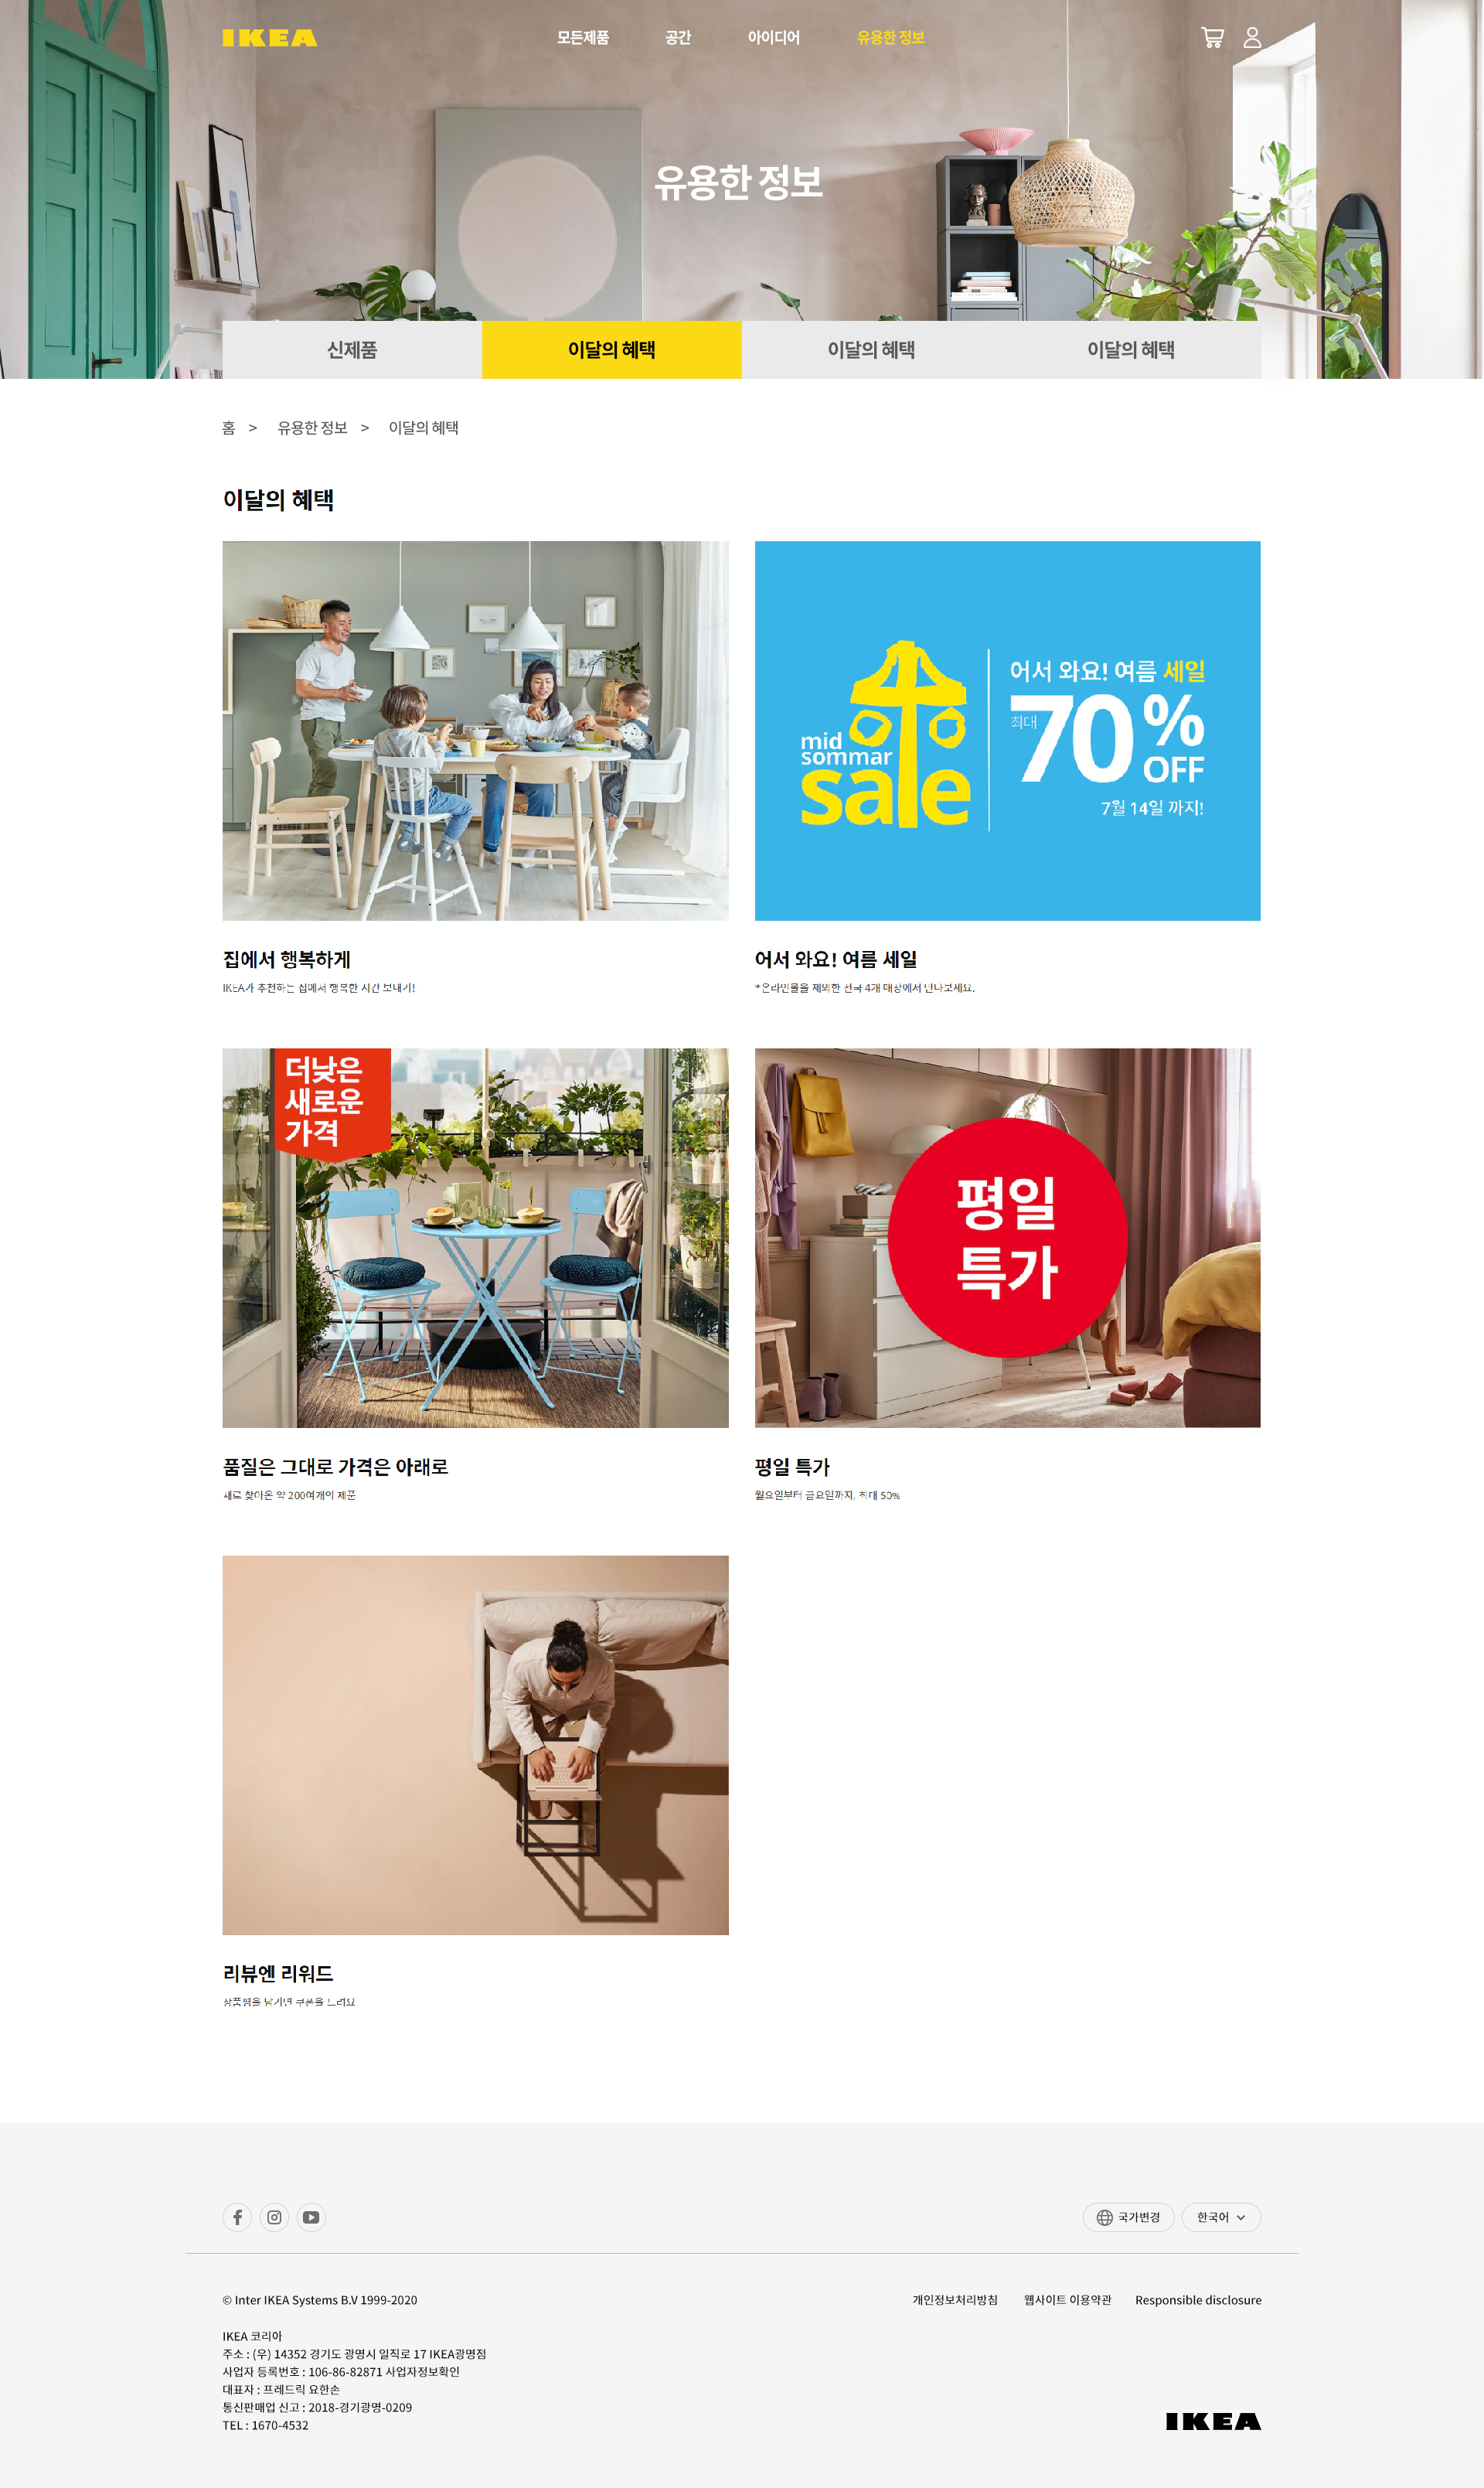 IKEA
모든제품
공간
아이디어
유용한 정보
유용한 정보
신제품
이달의 혜택
이달의 혜택
이달의 혜택
홈 > 유용한 정보 > 이달의 혜택
이달의 혜택
mid
sommar
sale
어서 와요! 여름 세일
최대 70% OFF
7월 14일 까지!
집에서 행복하게
IKEA가 추천하는 집에서 행복한 시간 보내기!
어서 와요! 여름 세일
*온라인몰을 제외한 전국 4개 매장에서 만나보세요.
더낮은
새로운
가격
평일
특가
품질은 그대로 가격은 아래로
새로 찾아온 약 200여개의 제품
평일 특가
월요일부터 금요일까지, 최대 50%
리뷰엔 리워드
상품평을 남기면 쿠폰을 드려요
국가변경
한국어
© Inter IKEA Systems B.V 1999-2020
개인정보처리방침
웹사이트 이용약관
Responsible disclosure
IKEA 코리아
주소 : (우) 14352 경기도 광명시 일직로 17 IKEA광명점
사업자 등록번호 : 106-86-82871 사업자정보확인
대표자 : 프레드릭 요한손
통신판매업 신고 : 2018-경기광명-0209
TEL : 1670-4532
IKEA